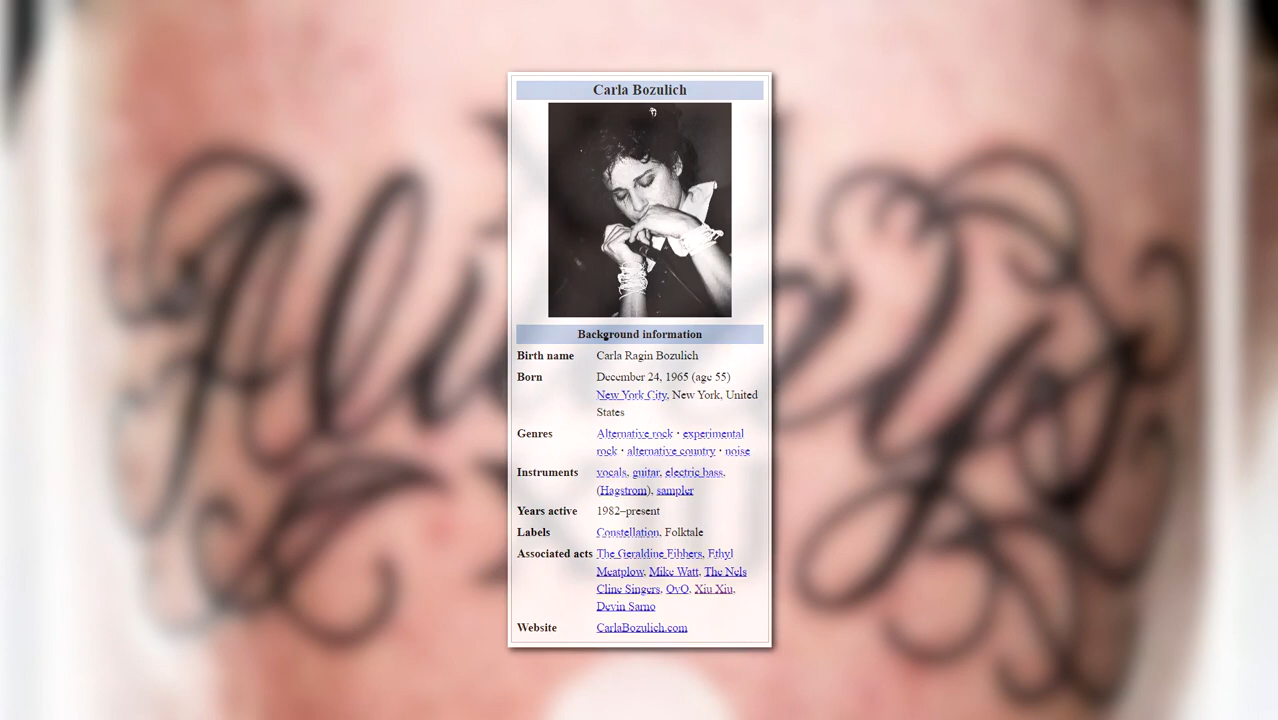 Carla Bozulich
Background information
Birth name Carla Ragin Bozulich
Born December 24, 1965 (age 55)
New York City, New York, United
States
Genres Alternative rock · experimental
rock · alternative country · noise
Instruments vocals, guitar, electric bass,
(Hagstrom), sampler
Years active 1982–present
Labels Constellation, Folktale
Associated acts The Geraldine Fibbers, Ethyl
Meatplow, Mike Watt, The Nels
Cline Singers, OvO, Xiu Xiu,
Devin Sarno
Website CarlaBozulich.com